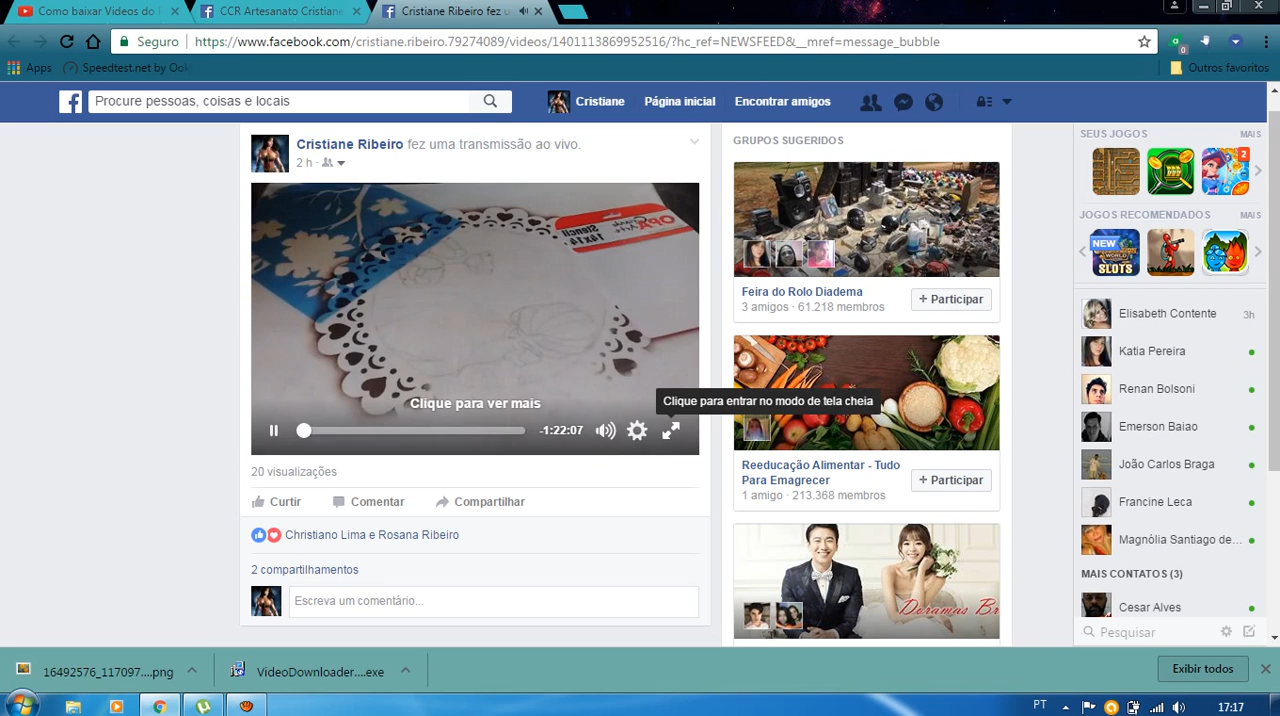 Como baixar Videos do
CCR Artesanato Cristiane
Cristiane Ribeiro fez u
Seguro
https://www.facebook.com/cristiane.ribeiro.79274089/videos/1401113869952516/?hc_ref=NEWSFEED&__mref=message_bubble
0
Apps
Speedtest.net by Ook
Outros favoritos
Procure pessoas, coisas e locais
Cristiane
Página inicial
Encontrar amigos
Cristiane Ribeiro fez uma transmissão ao vivo.
2 h ·
OPA
Stencil
14x14
Clique para ver mais
-1:22:07
Clique para entrar no modo de tela cheia
20 visualizações
Curtir
Comentar
Compartilhar
Christiano Lima e Rosana Ribeiro
2 compartilhamentos
Escreva um comentário...
GRUPOS SUGERIDOS
Feira do Rolo Diadema
3 amigos · 61.218 membros
+ Participar
Reeducação Alimentar - Tudo
Para Emagrecer
1 amigo · 213.368 membros
+ Participar
Doramas Br
SEUS JOGOS
MAIS
2
JOGOS RECOMENDADOS
MAIS
NEW
SLOTS
Elisabeth Contente
3h
Katia Pereira
Renan Bolsoni
Emerson Baiao
João Carlos Braga
Francine Leca
Magnólia Santiago de...
MAIS CONTATOS (3)
Cesar Alves
Pesquisar
16492576_117097....png
VideoDownloader....exe
Exibir todos
PT
17:17